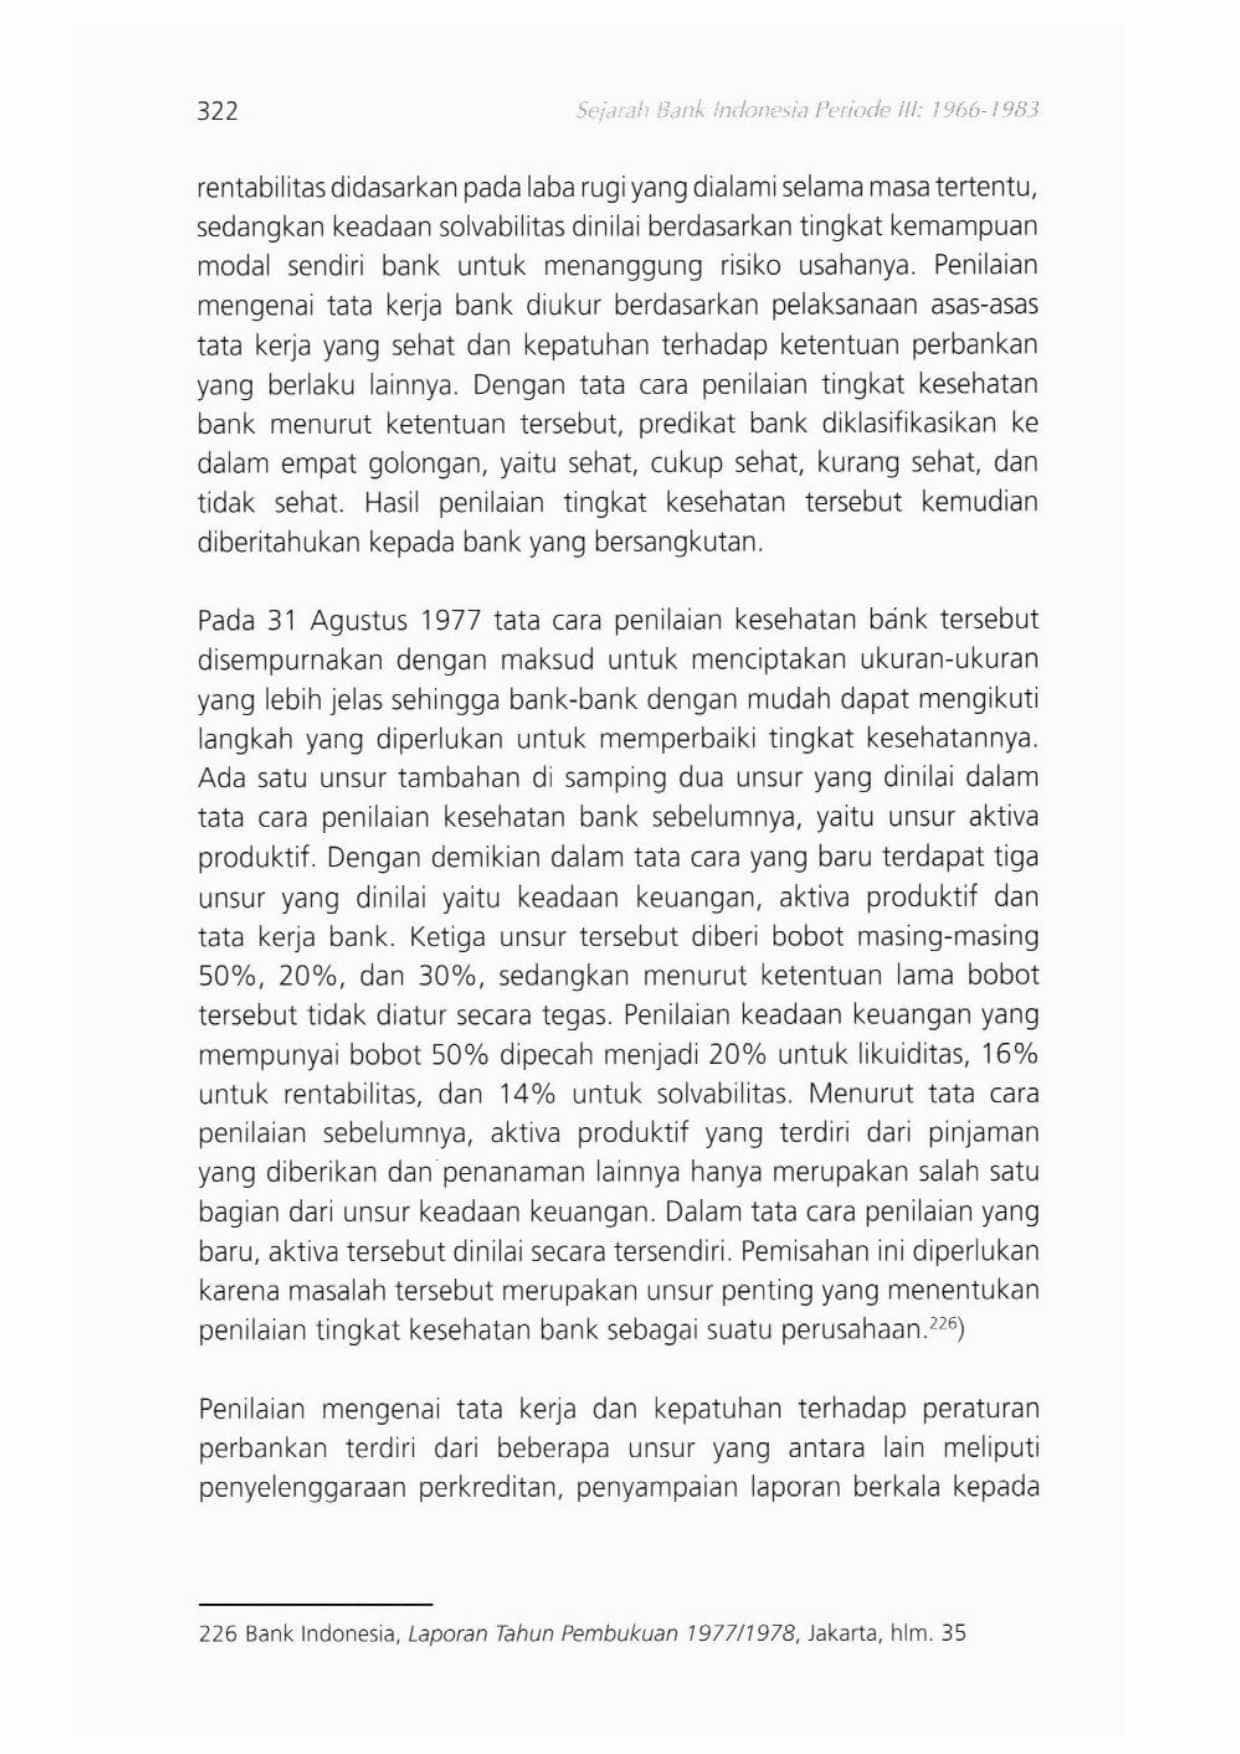 322
Sejarah Bank Indonesia Periode III: 1966-1983
rentabilitas didasarkan pada laba rugi yang dialami selama masa tertentu,
sedangkan keadaan solvabilitas dinilai berdasarkan tingkat kemampuan
modal sendiri bank untuk menanggung risiko usahanya. Penilaian
mengenai tata kerja bank diukur berdasarkan pelaksanaan asas-asas
tata kerja yang sehat dan kepatuhan terhadap ketentuan perbankan
yang berlaku lainnya. Dengan tata cara penilaian tingkat kesehatan
bank menurut ketentuan tersebut, predikat bank diklasifikasikan ke
dalam empat golongan, yaitu sehat, cukup sehat, kurang sehat, dan
tidak sehat. Hasil penilaian tingkat kesehatan tersebut kemudian
diberitahukan kepada bank yang bersangkutan.
Pada 31 Agustus 1977 tata cara penilaian kesehatan bank tersebut
disempurnakan dengan maksud untuk menciptakan ukuran-ukuran
yang lebih jelas sehingga bank-bank dengan mudah dapat mengikuti
langkah yang diperlukan untuk memperbaiki tingkat kesehatannya.
Ada satu unsur tambahan di samping dua unsur yang dinilai dalam
tata cara penilaian kesehatan bank sebelumnya, yaitu unsur aktiva
produktif. Dengan demikian dalam tata cara yang baru terdapat tiga
unsur yang dinilai yaitu keadaan keuangan, aktiva produktif dan
tata kerja bank. Ketiga unsur tersebut diberi bobot masing-masing
50%, 20%, dan 30%, sedangkan menurut ketentuan lama bobot
tersebut tidak diatur secara tegas. Penilaian keadaan keuangan yang
mempunyai bobot 50% dipecah menjadi 20% untuk likuiditas, 16%
untuk rentabilitas, dan 14% untuk solvabilitas. Menurut tata cara
penilaian sebelumnya, aktiva produktif yang terdiri dari pinjaman
yang diberikan dan penanaman lainnya hanya merupakan salah satu
bagian dari unsur keadaan keuangan. Dalam tata cara penilaian yang
baru, aktiva tersebut dinilai secara tersendiri. Pemisahan ini diperlukan
karena masalah tersebut merupakan unsur penting yang menentukan
penilaian tingkat kesehatan bank sebagai suatu perusahaan.226)
Penilaian mengenai tata kerja dan kepatuhan terhadap peraturan
perbankan terdiri dari beberapa unsur yang antara lain meliputi
penyelenggaraan perkreditan, penyampaian laporan berkala kepada
226 Bank Indonesia, Laporan Tahun Pembukuan 1977/1978, Jakarta, hlm. 35